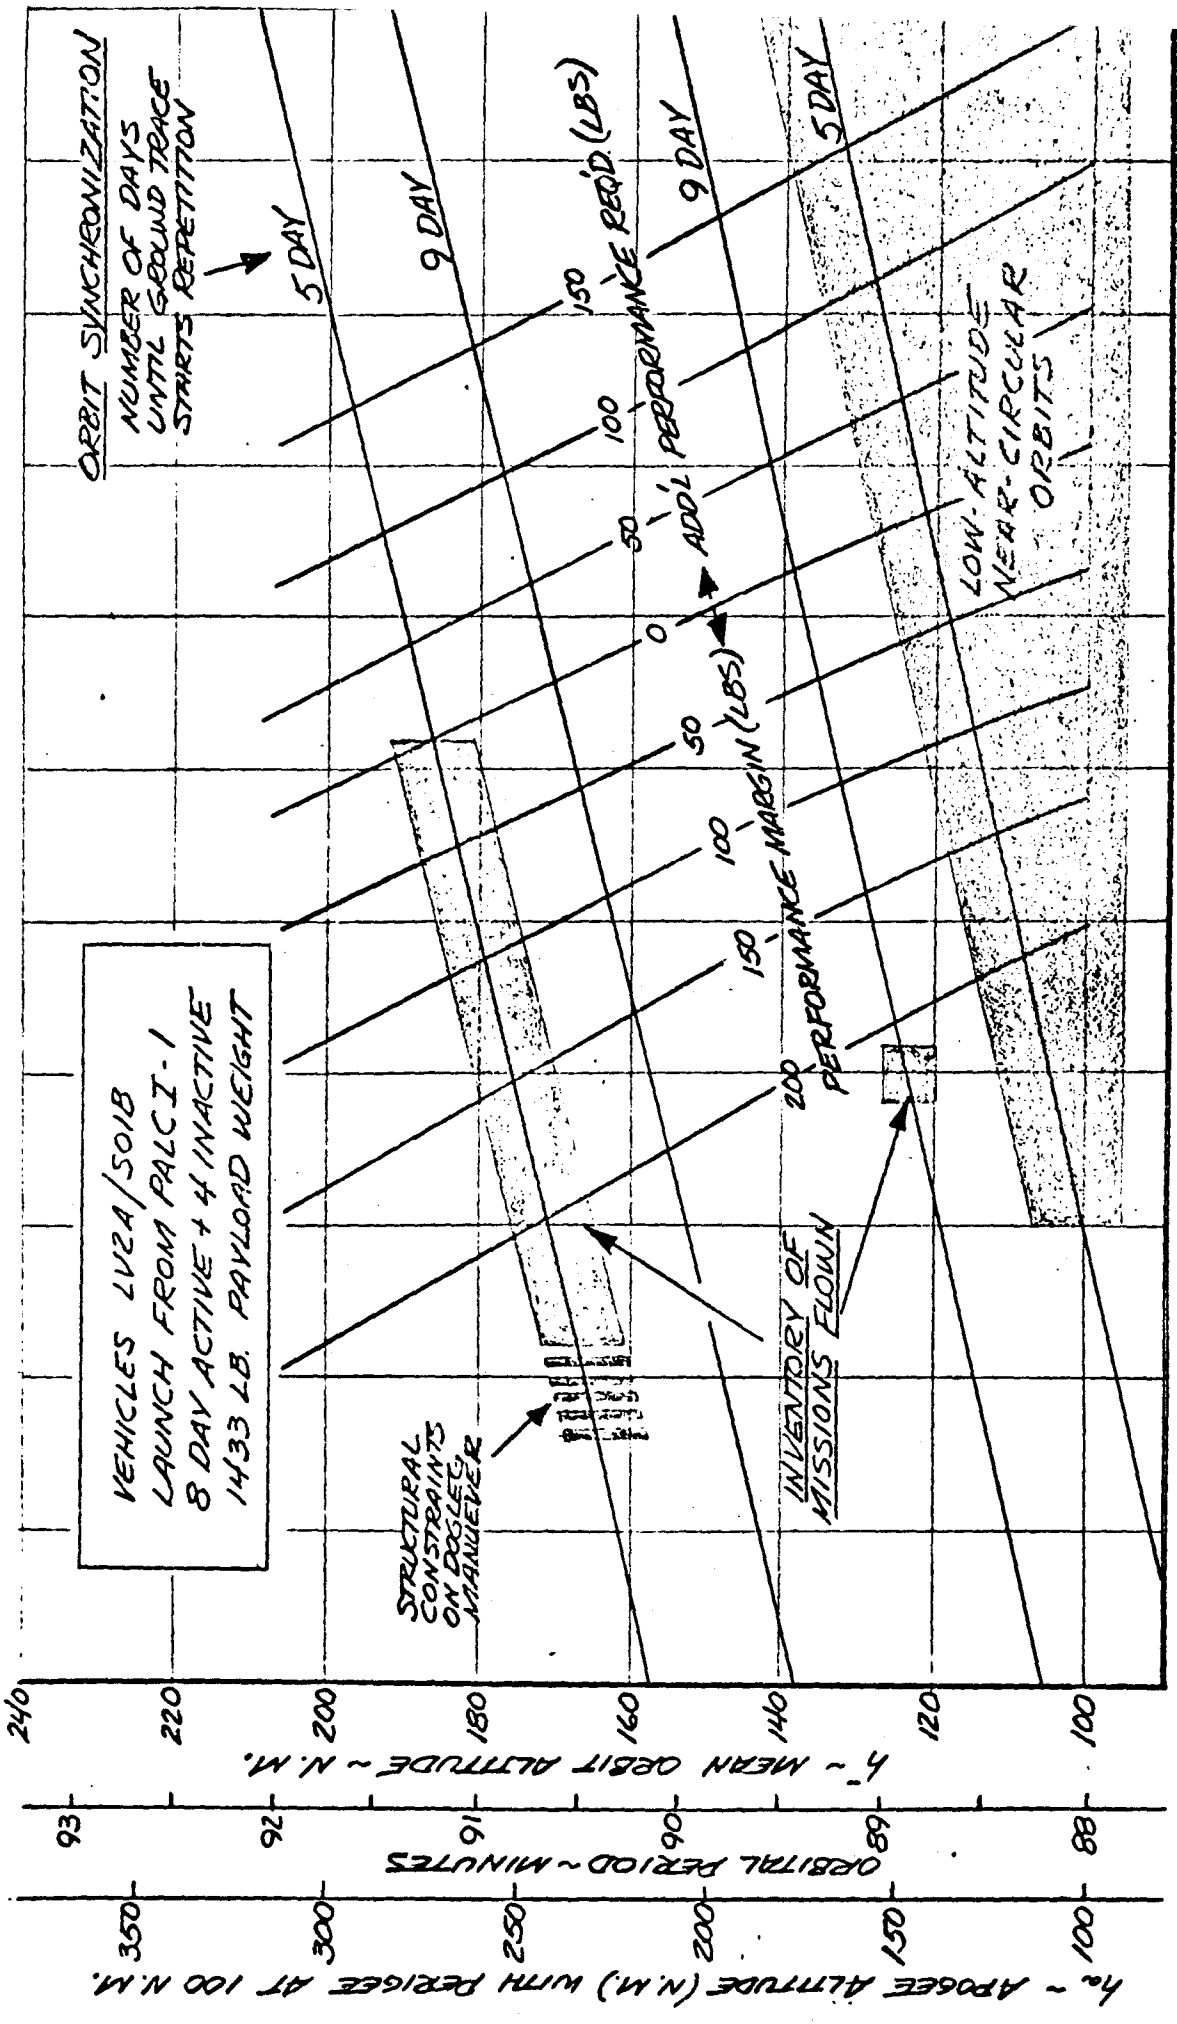 ORBIT SYNCHRONIZATION
NUMBER OF DAYS
UNTIL GROUND TRACE
STARTS REPETITION
VEHICLES LV2A/SO1B
LAUNCH FROM PALC I-1
8 DAY ACTIVE + 4 INACTIVE
1433 LB. PAYLOAD WEIGHT
5 DAY
9 DAY
9 DAY
5 DAY
150
100
50
0
50
100
150
200
ADD'L PERFORMANCE REQ'D. (LBS)
PERFORMANCE MARGIN (LBS)
STRUCTURAL
CONSTRAINTS
ON DOGLEG
MANUEVER
INVENTORY OF
MISSIONS FLOWN
LOW-ALTITUDE
NEAR-CIRCULAR
ORBITS
240
220
200
180
160
140
120
100
h ~ MEAN ORBIT ALTITUDE ~ N.M.
93
92
91
90
89
88
ORBITAL PERIOD ~ MINUTES
350
300
250
200
150
100
ha ~ APOGEE ALTITUDE (N.M.) WITH PERIGEE AT 100 N.M.